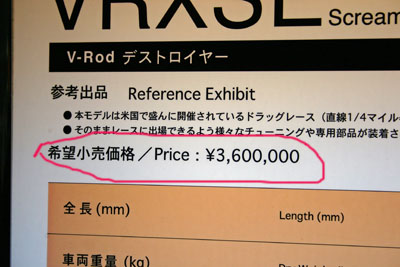 VRXSE Screa
V-Rod デストロイヤー
参考出品 Reference Exhibit
●本モデルは米国で盛んに開催されているドラッグレース（直線1/4マイル
●そのままレースに出場できるよう様々なチューニングや専用部品が装着さ
希望小売価格／Price : ¥3,600,000
全長(mm) Length (mm)
車両重量 (kg)